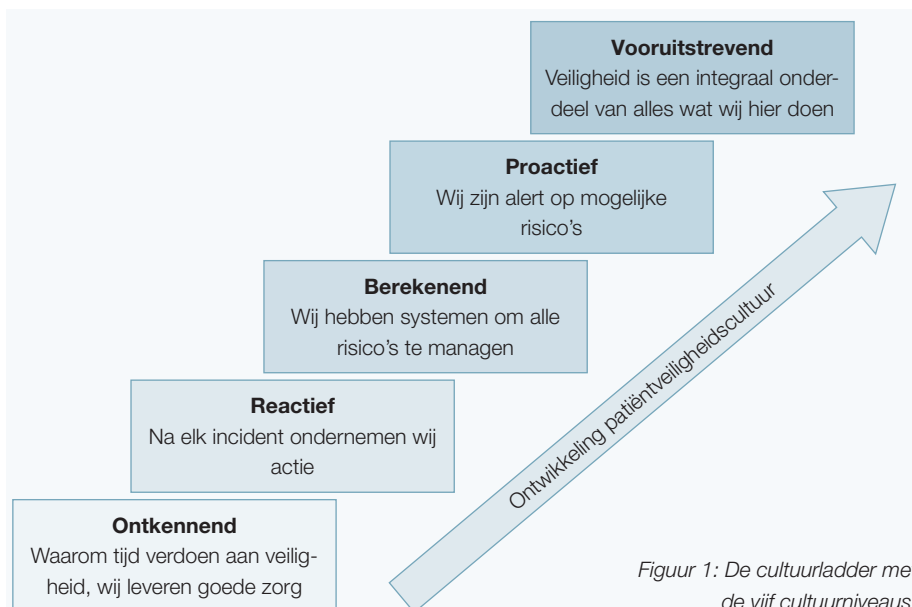 Vooruitstrevend
Veiligheid is een integraal onder-
deel van alles wat wij hier doen
Proactief
Wij zijn alert op mogelijke
risico's
Berekenend
Wij hebben systemen om alle
risico's te managen
Reactief
Na elk incident ondernemen wij
actie
Ontkennend
Waarom tijd verdoen aan veilig-
heid, wij leveren goede zorg
Ontwikkeling patiëntveiligheidscultuur
Figuur 1: De cultuurladder me
de vijf cultuurniveaus